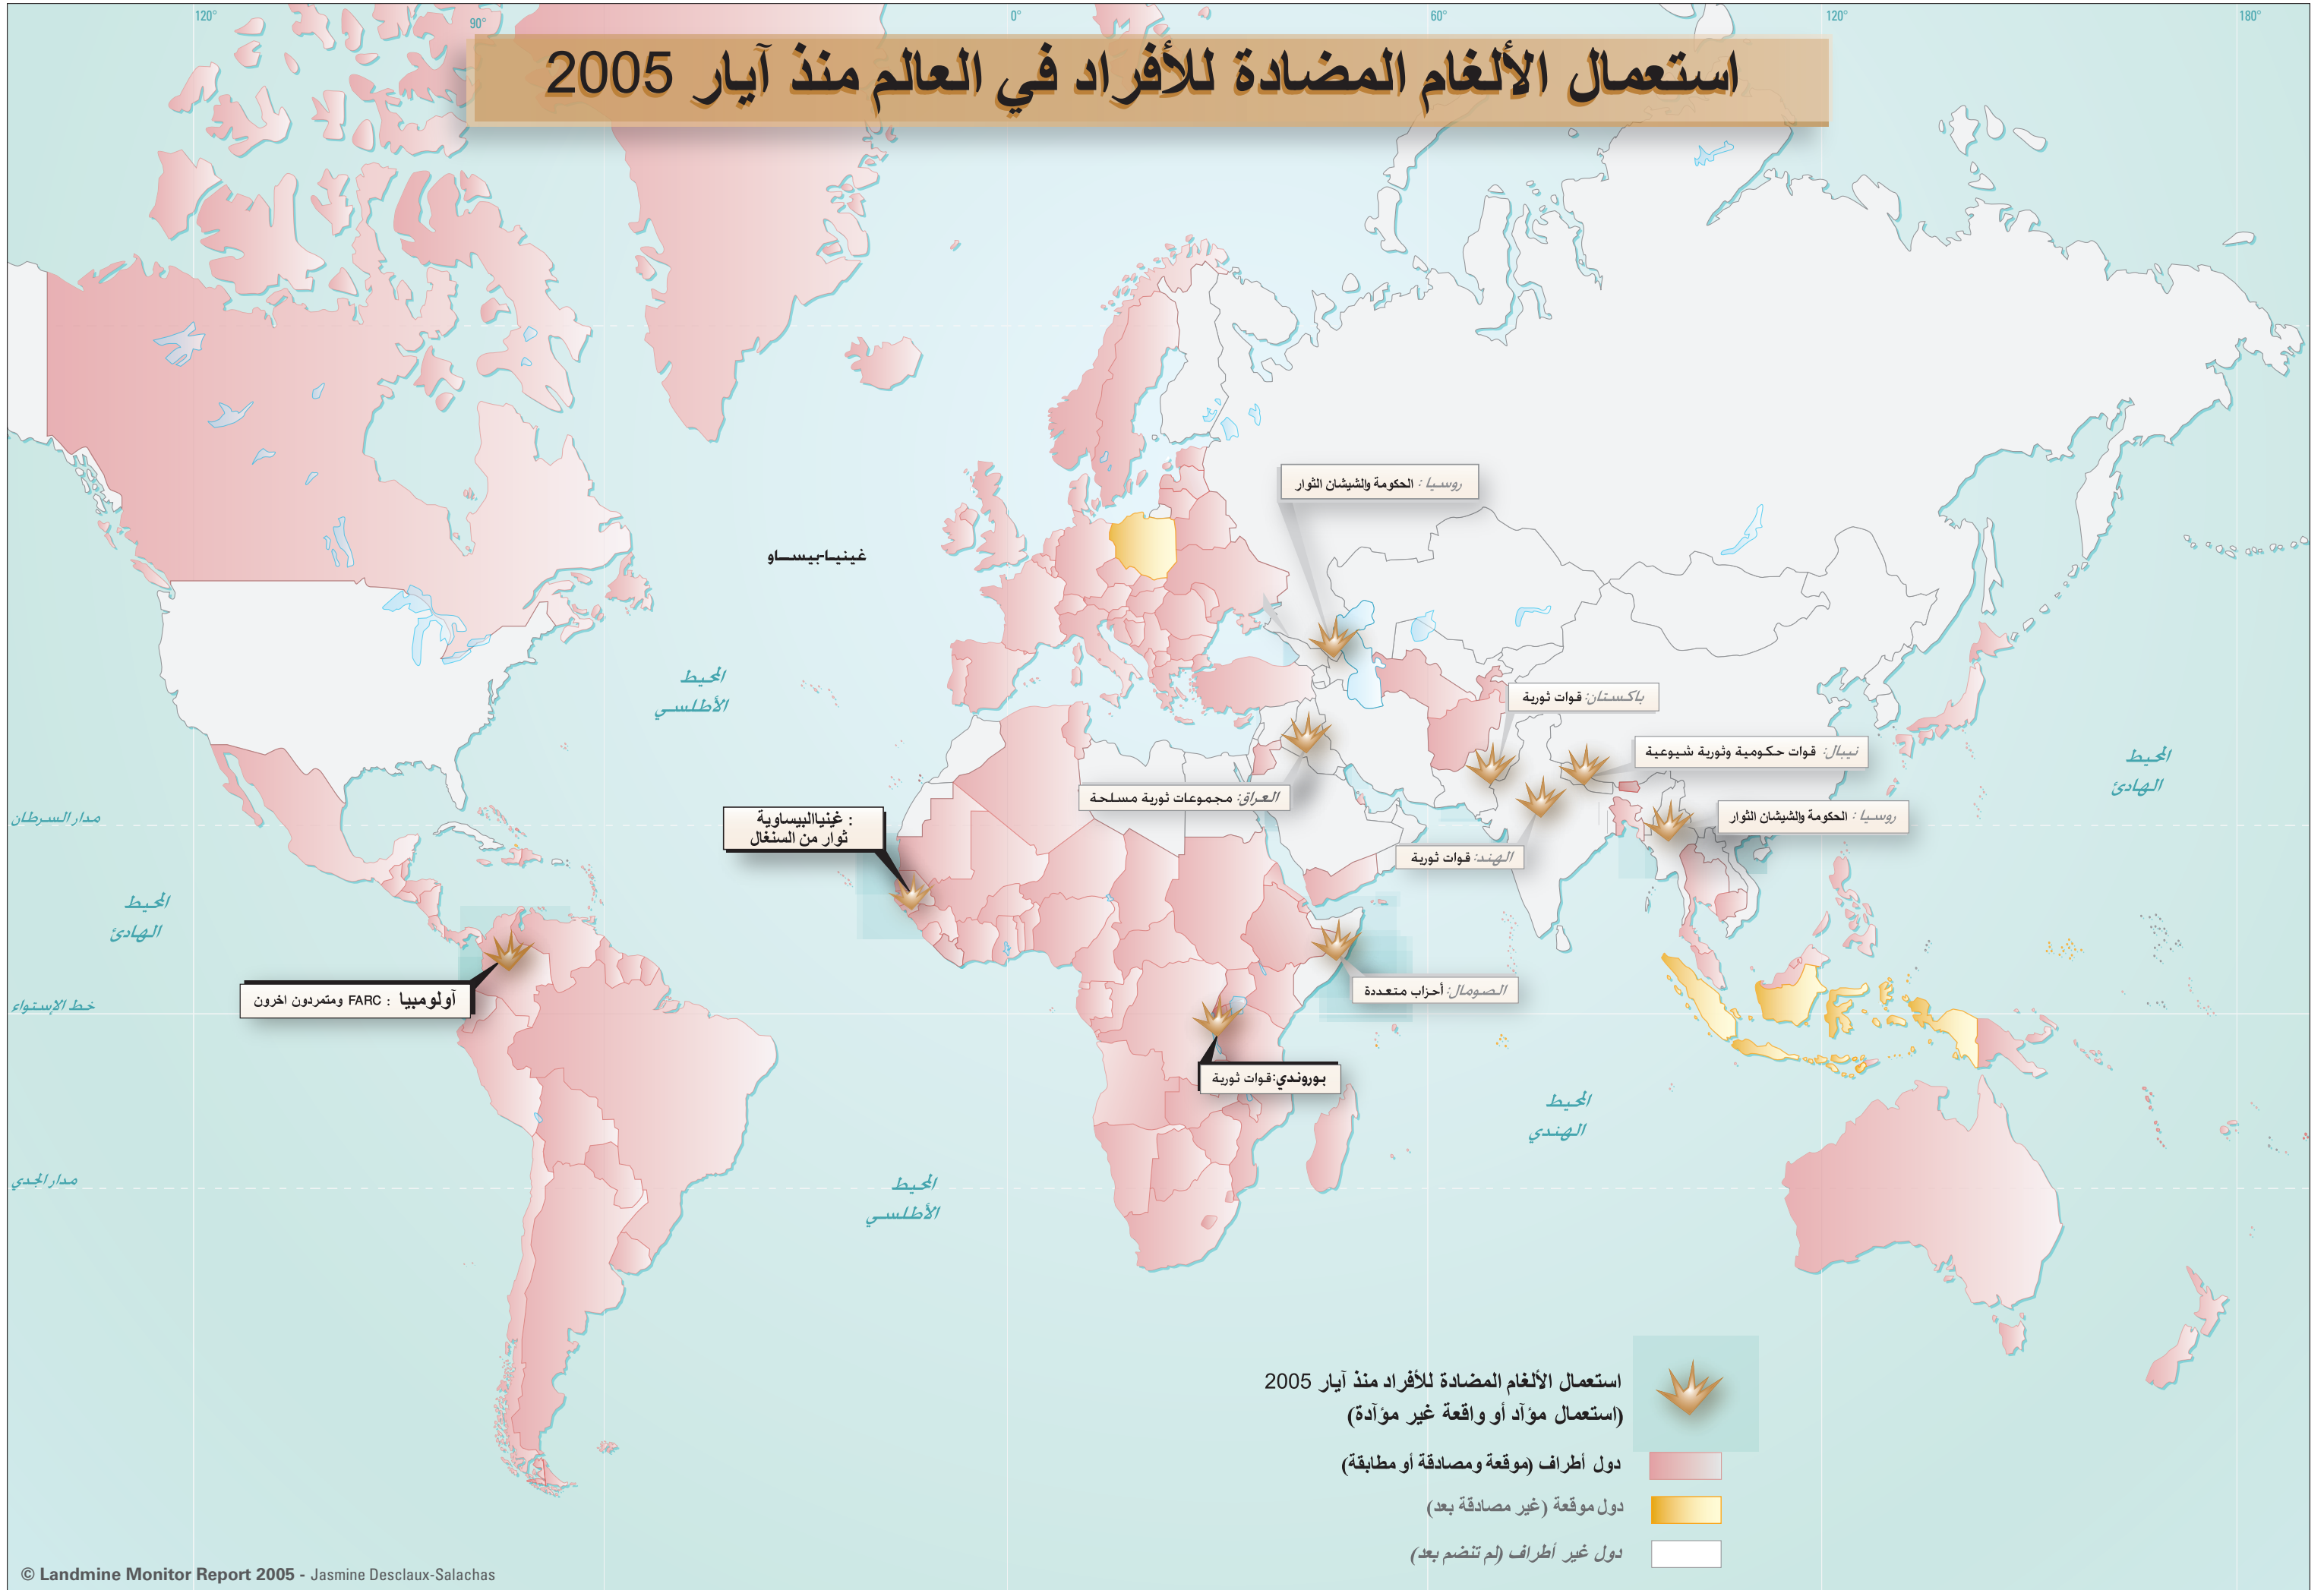 120°
90°
0°
60°
120°
180°
استعمال الألغام المضادة للأفراد في العالم منذ آيار 2005
روسيا : الحكومة والشيشان الثوار
غينيا-بيساو
المحيط
الأطلسي
باكستان: قوات ثورية
نيبال: قوات حكومية وثورية شيوعية
المحيط
الهادئ
العراق: مجموعات ثورية مسلحة
روسيا : الحكومة والشيشان الثوار
مدار السرطان
غينياالبيساوية :
ثوار من السنغال
الهند: قوات ثورية
المحيط
الهادئ
آولومبيا : FARC ومتمردون اخرون
الصومال: أحزاب متعددة
خط الإستواء
بوروندي:قوات ثورية
المحيط
الهندي
مدار الجدي
المحيط
الأطلسي
استعمال الألغام المضادة للأفراد منذ آيار 2005
(استعمال مؤآد أو واقعة غير مؤآدة)
دول أطراف (موقعة ومصادقة أو مطابقة)
دول موقعة (غير مصادقة بعد)
دول غير أطراف (لم تنضم بعد)
© Landmine Monitor Report 2005 - Jasmine Desclaux-Salachas